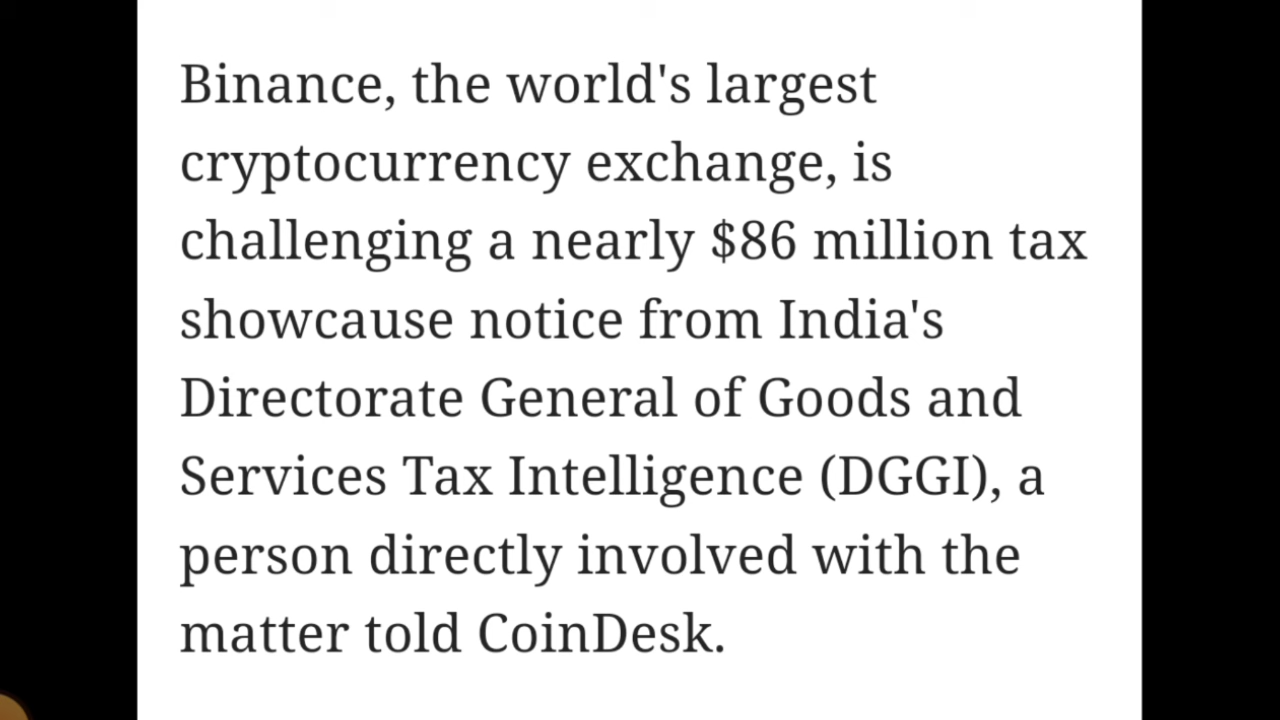 Binance, the world's largest
cryptocurrency exchange, is
challenging a nearly $86 million tax
showcause notice from India's
Directorate General of Goods and
Services Tax Intelligence (DGGI), a
person directly involved with the
matter told CoinDesk.